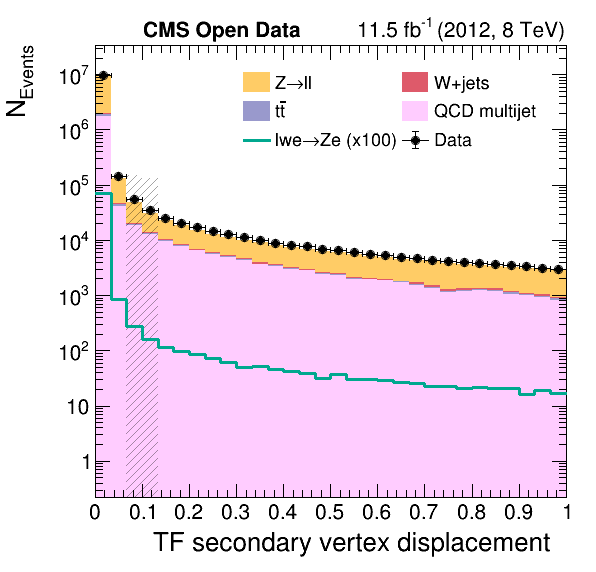 CMS Open Data 11.5 fb⁻¹ (2012, 8 TeV)
N_Events
Z→ll W+jets
tt̄ QCD multijet
lwe→Ze (x100) Data
10⁷
10⁶
10⁵
10⁴
10³
10²
10
1
0 0.1 0.2 0.3 0.4 0.5 0.6 0.7 0.8 0.9 1
TF secondary vertex displacement